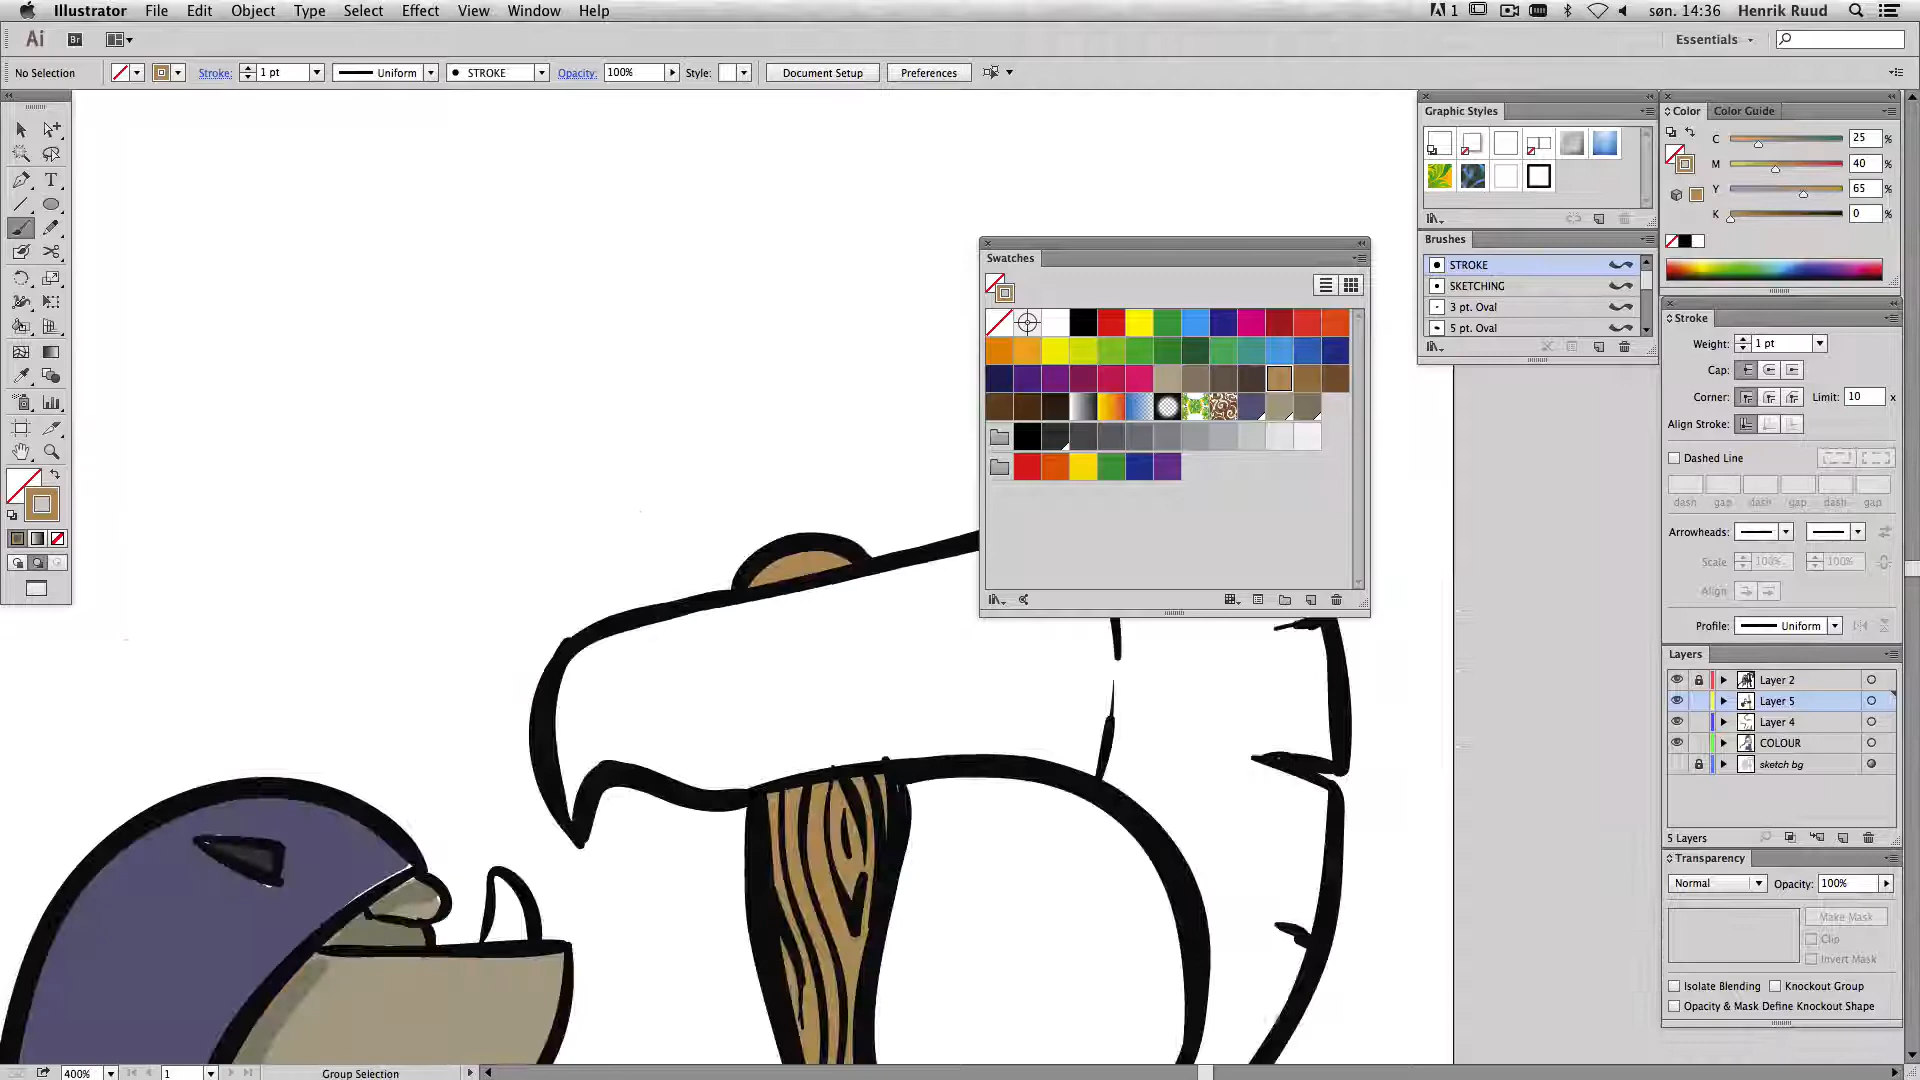 Illustrator File Edit Object Type Select Effect View Window Help 1 søn. 14:36 Henrik Ruud
Ai Br Essentials
No Selection Stroke: 1 pt Uniform STROKE Opacity: 100% Style: Document Setup Preferences
Graphic Styles
Color Color Guide
C 25 %
M 40 %
Y 65 %
K 0 %
Brushes
STROKE
SKETCHING
3 pt. Oval
5 pt. Oval
Swatches
Stroke
Weight: 1 pt
Cap:
Corner: Limit: 10 x
Align Stroke:
Dashed Line
dash gap dash gap dash gap
Arrowheads:
Scale 100% 100%
Align
Profile: Uniform
Layers
Layer 2
Layer 5
Layer 4
COLOUR
sketch bg
5 Layers
Transparency
Normal Opacity: 100%
Make Mask
Clip
Invert Mask
Isolate Blending Knockout Group
Opacity & Mask Define Knockout Shape
400% 1 Group Selection